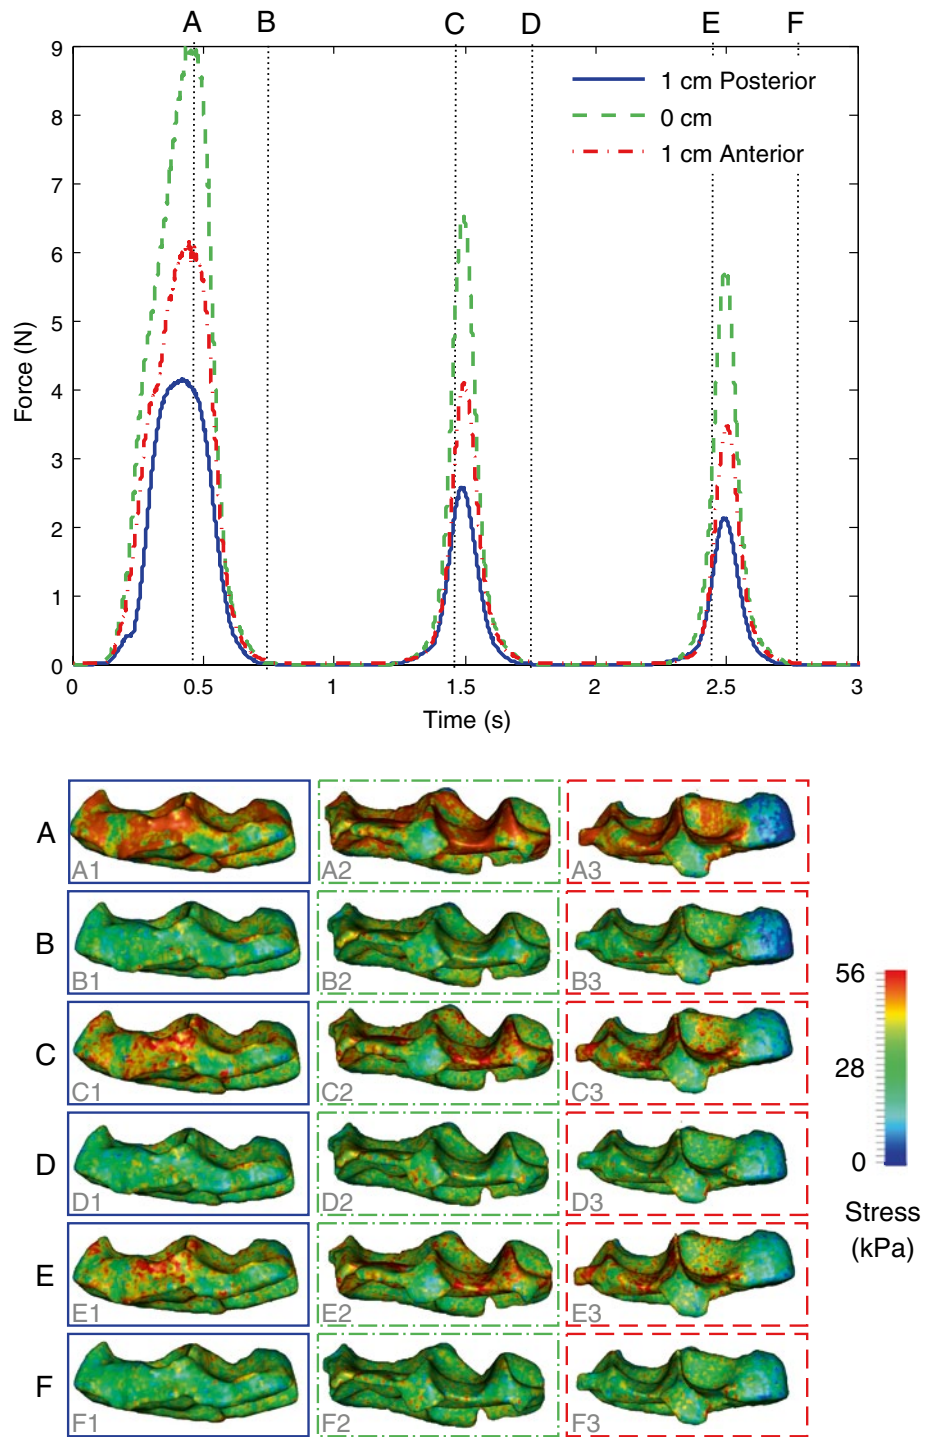 A B C D E F
9
8
7
6
5
4
3
2
1
0
Force (N)
1 cm Posterior
0 cm
1 cm Anterior
0 0.5 1 1.5 2 2.5 3
Time (s)
A
A1 A2 A3
B
B1 B2 B3
C
C1 C2 C3
D
D1 D2 D3
E
E1 E2 E3
F
F1 F2 F3
56
28
0
Stress
(kPa)